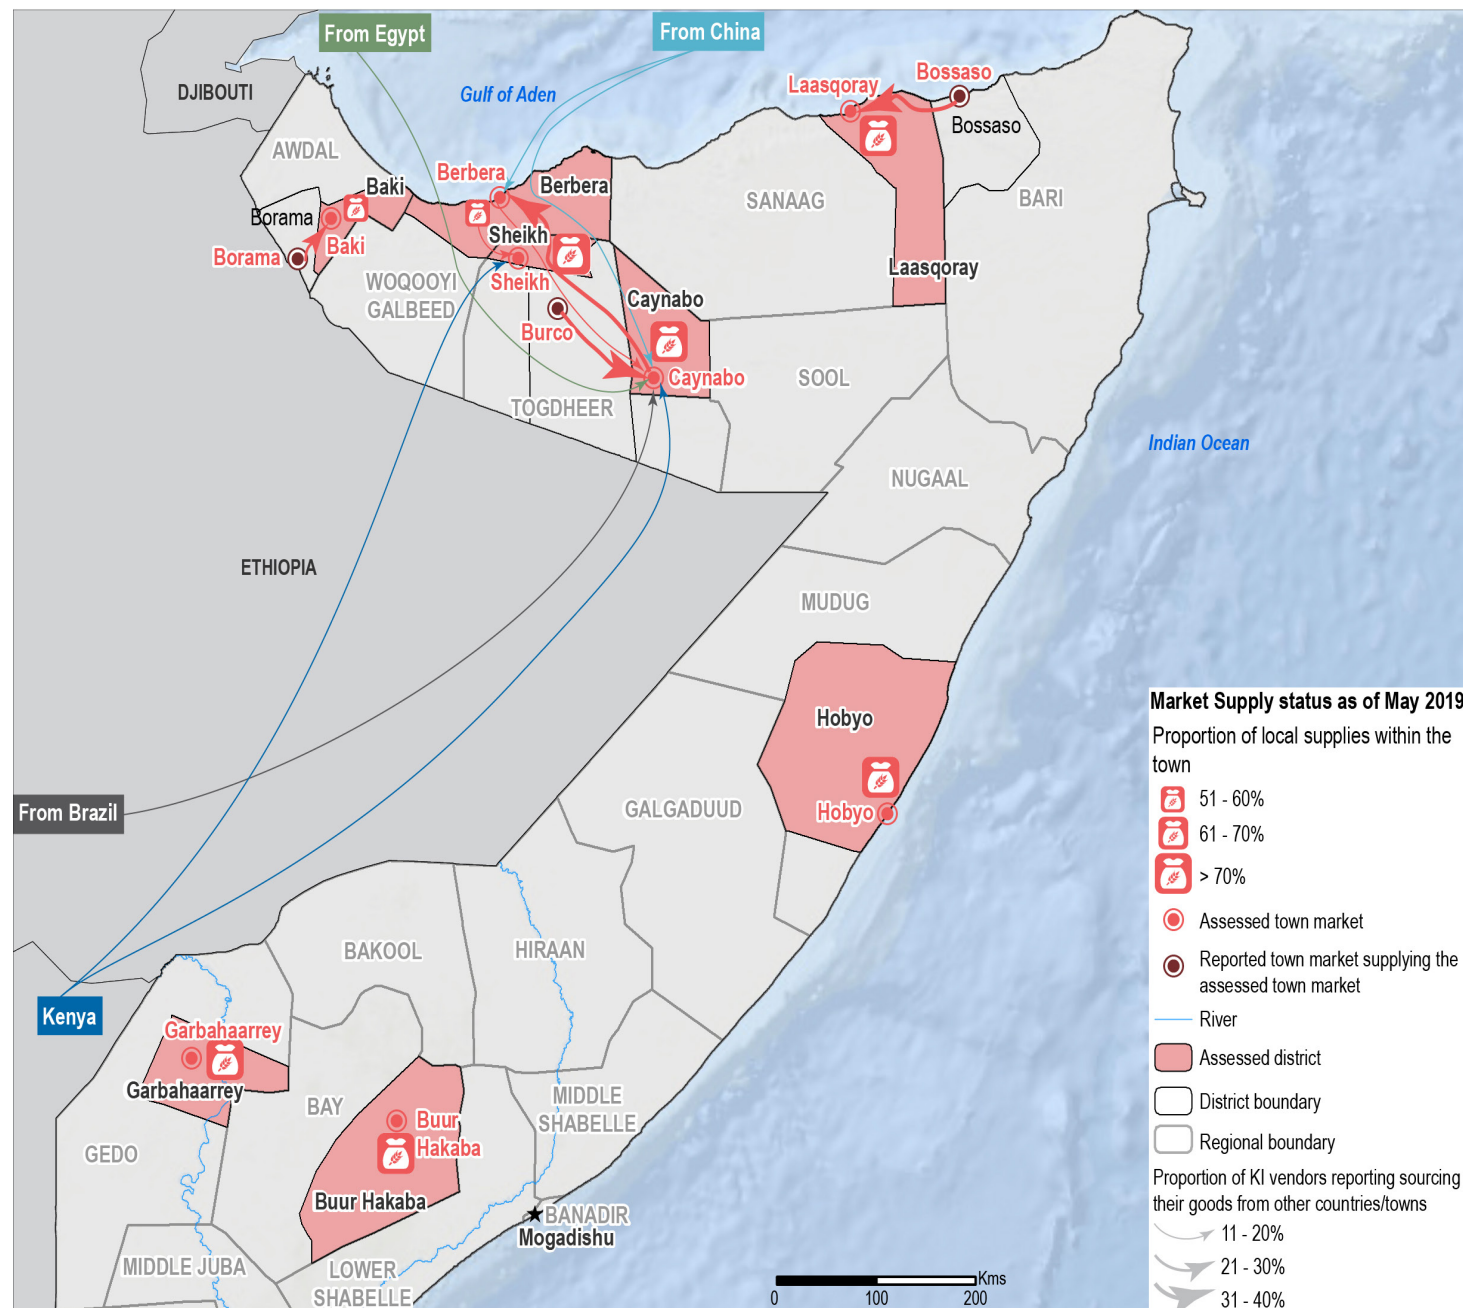 From Egypt
From China
DJIBOUTI
Gulf of Aden
Laasqoray
Bossaso
Bossaso
AWDAL
Baki
Berbera
Berbera
SANAAG
BARI
Borama
Baki
Borama
Sheikh
Sheikh
WOQOOYI
GALBEED
Laasqoray
Caynabo
Burco
Caynabo
SOOL
TOGDHEER
Indian Ocean
NUGAAL
ETHIOPIA
MUDUG
Hobyo
Hobyo
GALGADUUD
From Brazil
BAKOOL
HIRAAN
Kenya
Garbahaarrey
Garbahaarrey
BAY
Buur
Hakaba
MIDDLE
SHABELLE
GEDO
Buur Hakaba
BANADIR
Mogadishu
MIDDLE JUBA
LOWER
SHABELLE
Kms
0 100 200
Market Supply status as of May 2019
Proportion of local supplies within the
town
51 - 60%
61 - 70%
> 70%
Assessed town market
Reported town market supplying the
assessed town market
River
Assessed district
District boundary
Regional boundary
Proportion of KI vendors reporting sourcing
their goods from other countries/towns
11 - 20%
21 - 30%
31 - 40%